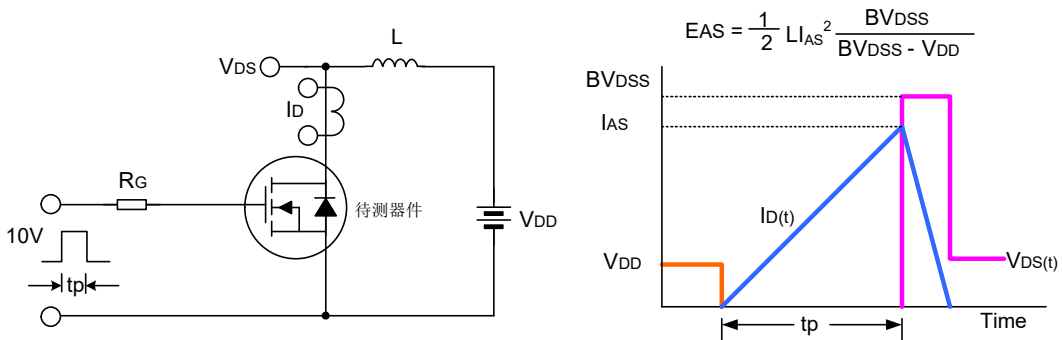 L
VDS
ID
RG
待测器件
10V
VDD
tp
EAS = 1/2 LIAS² BVDSS / BVDSS - VDD
BVDSS
IAS
ID(t)
VDD
VDS(t)
tp
Time